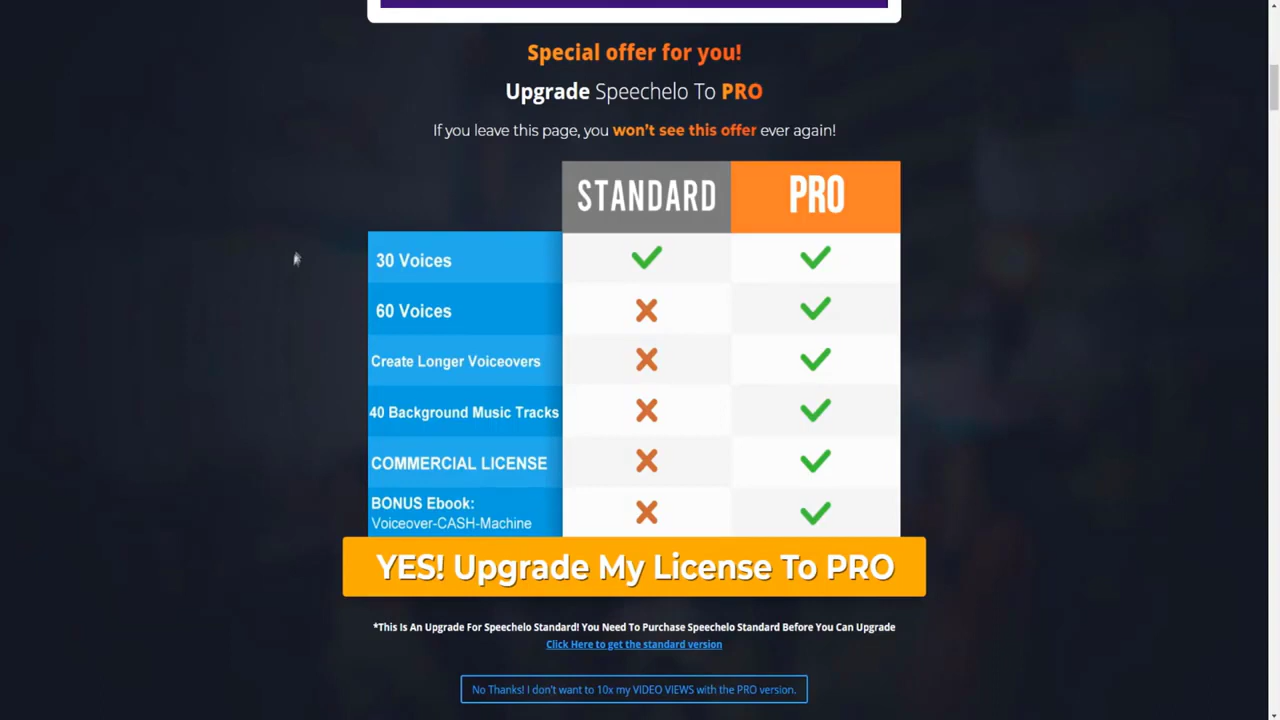 Special offer for you!
Upgrade Speechelo To PRO
If you leave this page, you won't see this offer ever again!
STANDARD PRO
30 Voices
60 Voices
Create Longer Voiceovers
40 Background Music Tracks
COMMERCIAL LICENSE
BONUS Ebook:
Voiceover-CASH-Machine
YES! Upgrade My License To PRO
*This Is An Upgrade For Speechelo Standard! You Need To Purchase Speechelo Standard Before You Can Upgrade
Click Here to get the standard version
No Thanks! I don't want to 10x my VIDEO VIEWS with the PRO version.